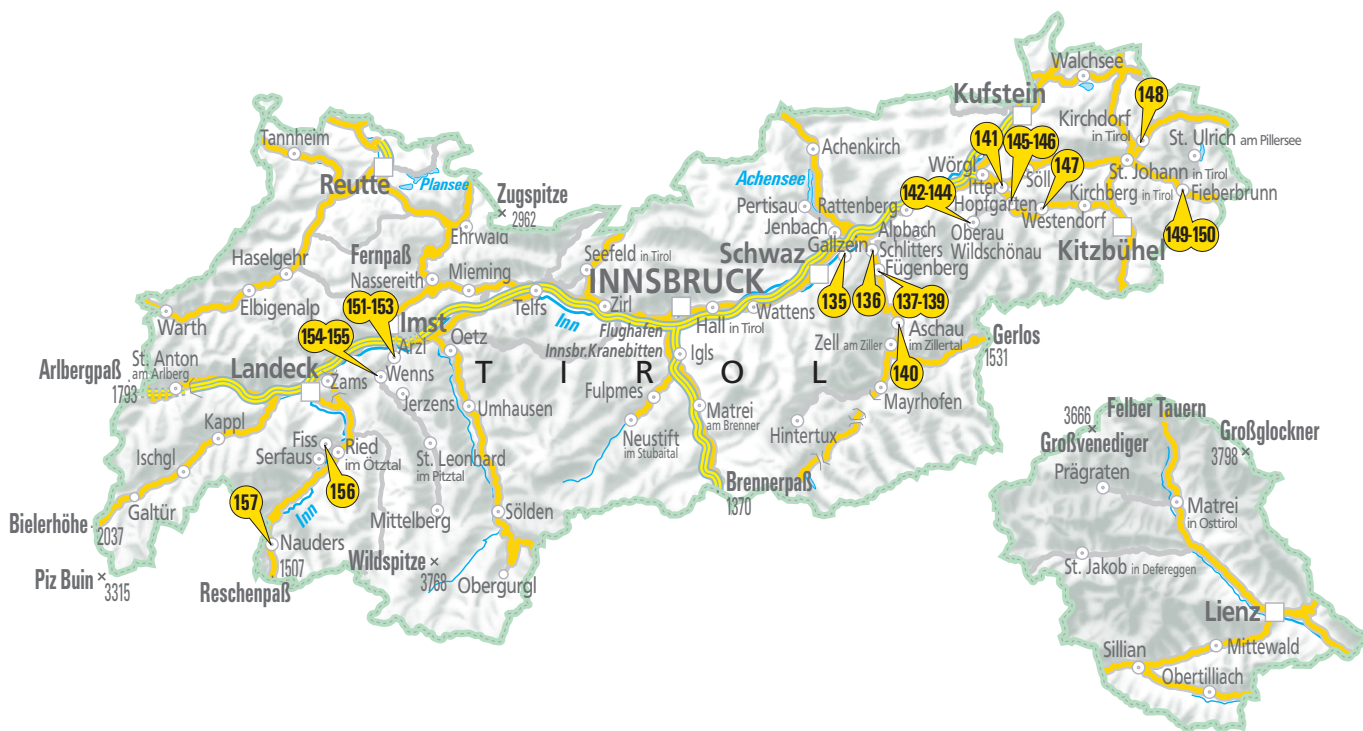 Walchsee
Kufstein
148
Kirchdorf
in Tirol
St. Ulrich am Pillersee
Tannheim
Achenkirch
141
145-146
147
Wörgl
St. Johann in Tirol
Reutte
Plansee
Achensee
142-144
Itter
Söll
Kirchberg in Tirol
Fieberbrunn
Zugspitze
2962
Pertisau
Rattenberg
Hopfgarten
Westendorf
Jenbach
Alpbach
Oberau
Wildschönau
Kitzbühel
149-150
Ehrwald
Fernpaß
Haselgehr
Seefeld in Tirol
Schwaz
Gallzein
Schlitters
Fügenberg
Nassereith
Mieming
INNSBRUCK
Elbigenalp
151-153
Telfs
Zirl
Hall in Tirol
Wattens
135
136
137-139
Warth
Imst
Inn
Flughafen
Innsbr.Kranebitten
Aschau
im Zillertal
Gerlos
1531
154-155
Arzl
Oetz
Igls
Zell am Ziller
St. Anton
am Arlberg
Landeck
Wenns
TIROL
140
Arlbergpaß
1793
Zams
Jerzens
Umhausen
Fulpmes
Matrei
am Brenner
Mayrhofen
Kappl
Neustift
im Stubaital
Hintertux
3666
Felber Tauern
Großvenediger
Großglockner
3798
Fiss
Ried
im Ötztal
Serfaus
St. Leonhard
im Pitztal
Ischgl
Prägraten
156
157
Inn
Brennerpaß
1370
Galtür
Mittelberg
Sölden
Matrei
in Osttirol
Bielerhöhe
2037
Nauders
1507
Wildspitze
3768
St. Jakob in Defereggen
Piz Buin
3315
Reschenpaß
Obergurgl
Lienz
Sillian
Mittewald
Obertilliach